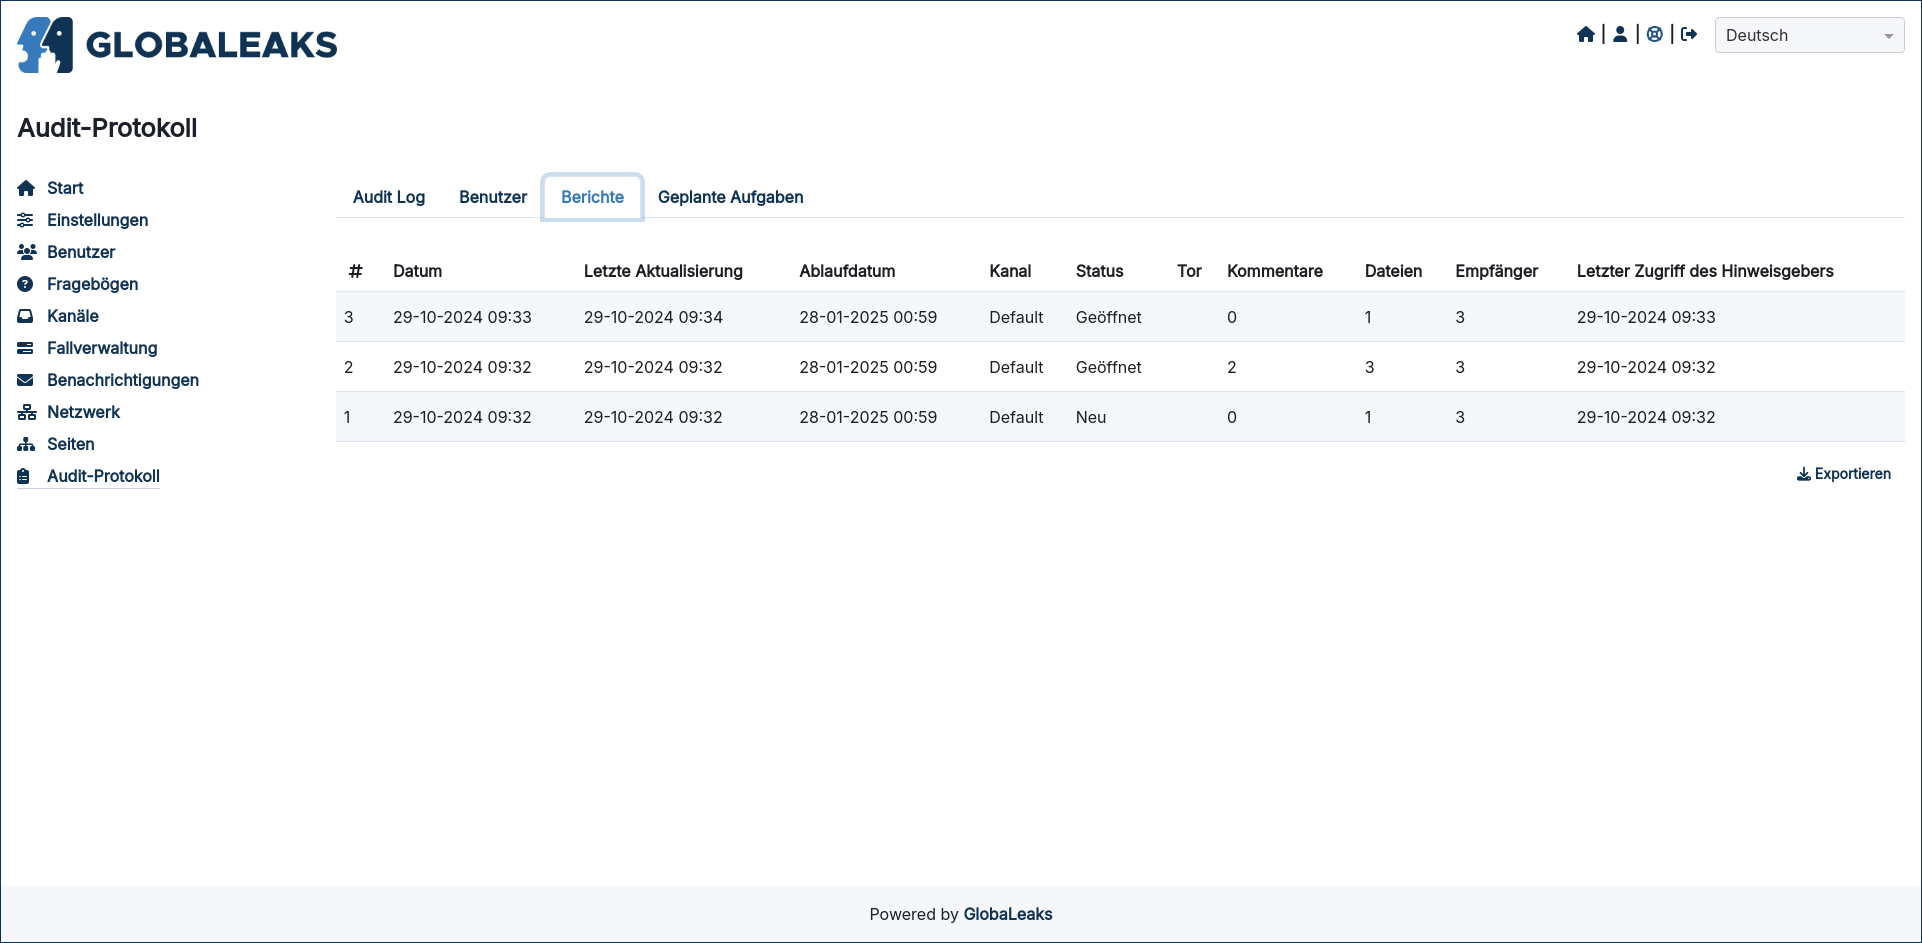 GLOBALEAKS
Deutsch
Audit-Protokoll
Start
Einstellungen
Benutzer
Fragebögen
Kanäle
Fallverwaltung
Benachrichtigungen
Netzwerk
Seiten
Audit-Protokoll
Audit Log Benutzer Berichte Geplante Aufgaben
# Datum Letzte Aktualisierung Ablaufdatum Kanal Status Tor Kommentare Dateien Empfänger Letzter Zugriff des Hinweisgebers
3 29-10-2024 09:33 29-10-2024 09:34 28-01-2025 00:59 Default Geöffnet 0 1 3 29-10-2024 09:33
2 29-10-2024 09:32 29-10-2024 09:32 28-01-2025 00:59 Default Geöffnet 2 3 3 29-10-2024 09:32
1 29-10-2024 09:32 29-10-2024 09:32 28-01-2025 00:59 Default Neu 0 1 3 29-10-2024 09:32
Exportieren
Powered by GlobaLeaks